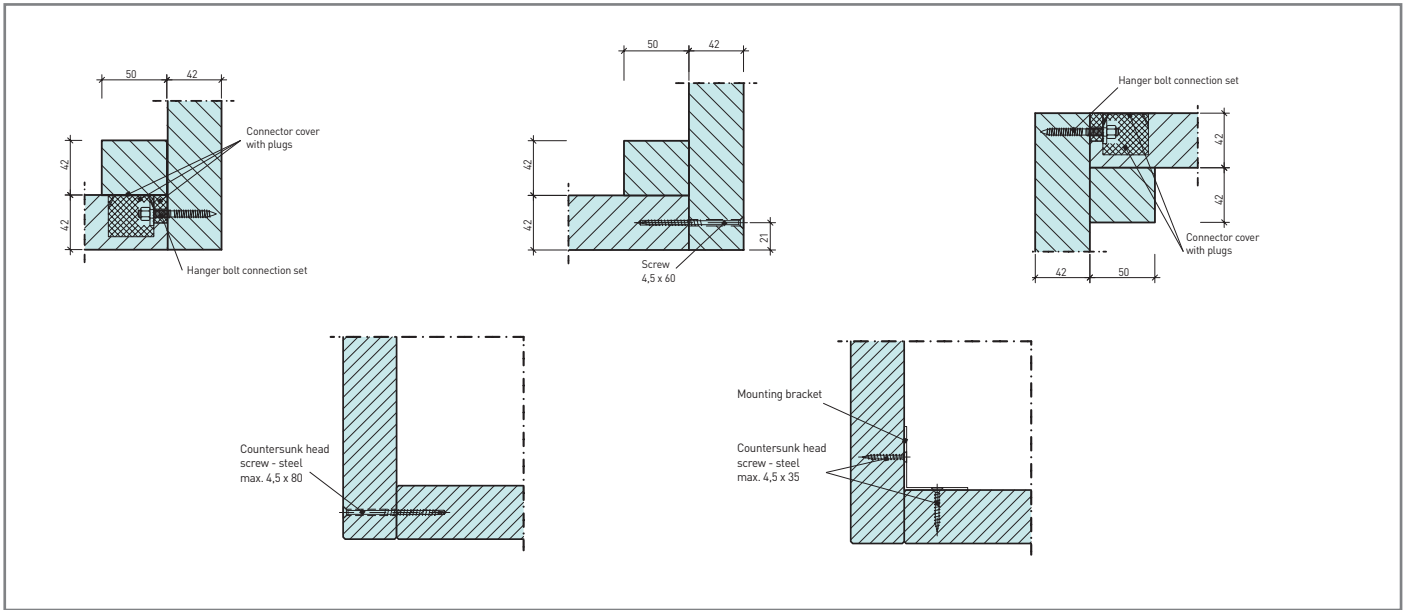 50
42
42
42
Connector cover
with plugs
Hanger bolt connection set
50
42
42
42
21
Screw
4,5 x 60
Hanger bolt connection set
42
42
Connector cover
with plugs
42
50
Countersunk head
screw - steel
max. 4,5 x 80
Mounting bracket
Countersunk head
screw - steel
max. 4,5 x 35